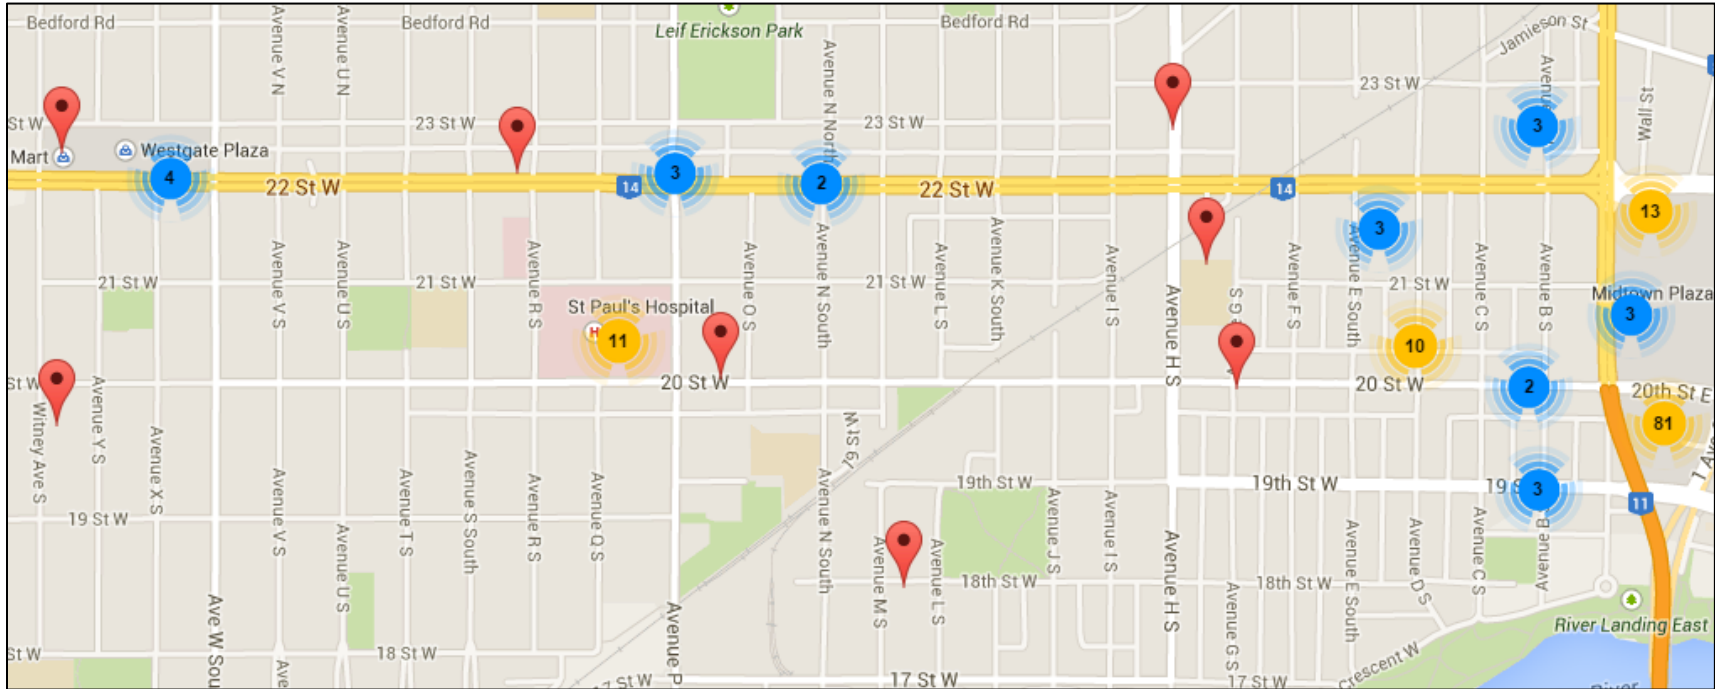 Bedford Rd
Avenue V N
Avenue U N
Bedford Rd
Leif Erickson Park
Avenue N North
Bedford Rd
Jamieson St
23 St W
Wall St
3
St W
23 St W
23 St W
Mart
Westgate Plaza
4
3
2
22 St W
14
22 St W
14
13
3
Avenue V S
Avenue U S
Avenue R S
Avenue O S
Avenue N South
Avenue L S
Avenue K South
Avenue I S
Avenue F S
Avenue E South
Avenue C S
Avenue B S
21 St W
21 St W
21 St W
21 St W
Midtown Plaza
St Paul's Hospital
H
11
Avenue H S
3
10
St W
20 St W
20 St W
2
20th St E
Witney Ave S
Avenue Y S
Avenue X S
81
19 St W
Avenue V S
Avenue U S
Avenue T S
Avenue S South
Avenue R S
Avenue Q S
Avenue N South
19th St W
19th St W
3
11
19 St W
Avenue M S
Avenue L S
Avenue J S
Avenue I S
Avenue H S
Avenue E South
Avenue D S
Avenue C S
Avenue B
18th St W
18th St W
Avenue G S
Ave W Sou
Avenue P
River Landing East
St W
18 St W
Ave
17 St W
17 St W
17 St W
Crescent W
River